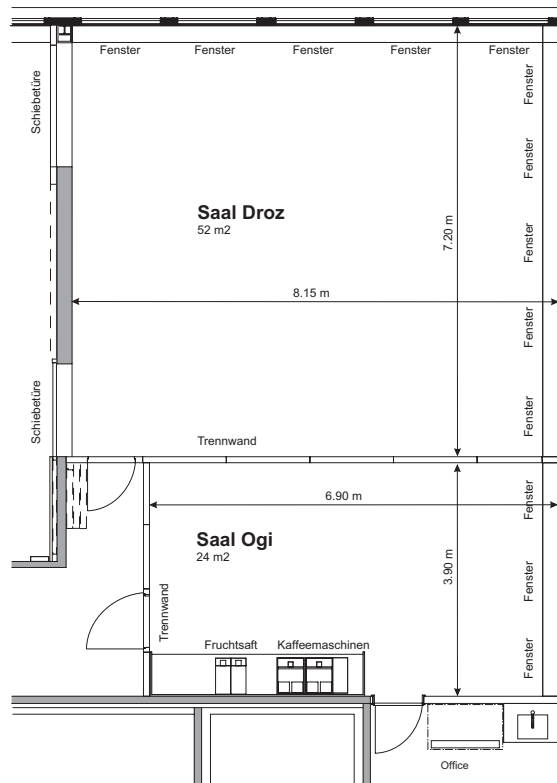 Fenster Fenster Fenster Fenster Fenster
Schiebetüre
Fenster
Fenster
Saal Droz
52 m2
Fenster
7.20 m
8.15 m
Fenster
Schiebetüre
Fenster
Trennwand
Fenster
6.90 m
Saal Ogi
24 m2
3.90 m
Fenster
Trennwand
Fruchtsaft Kaffeemaschinen
Fenster
Office